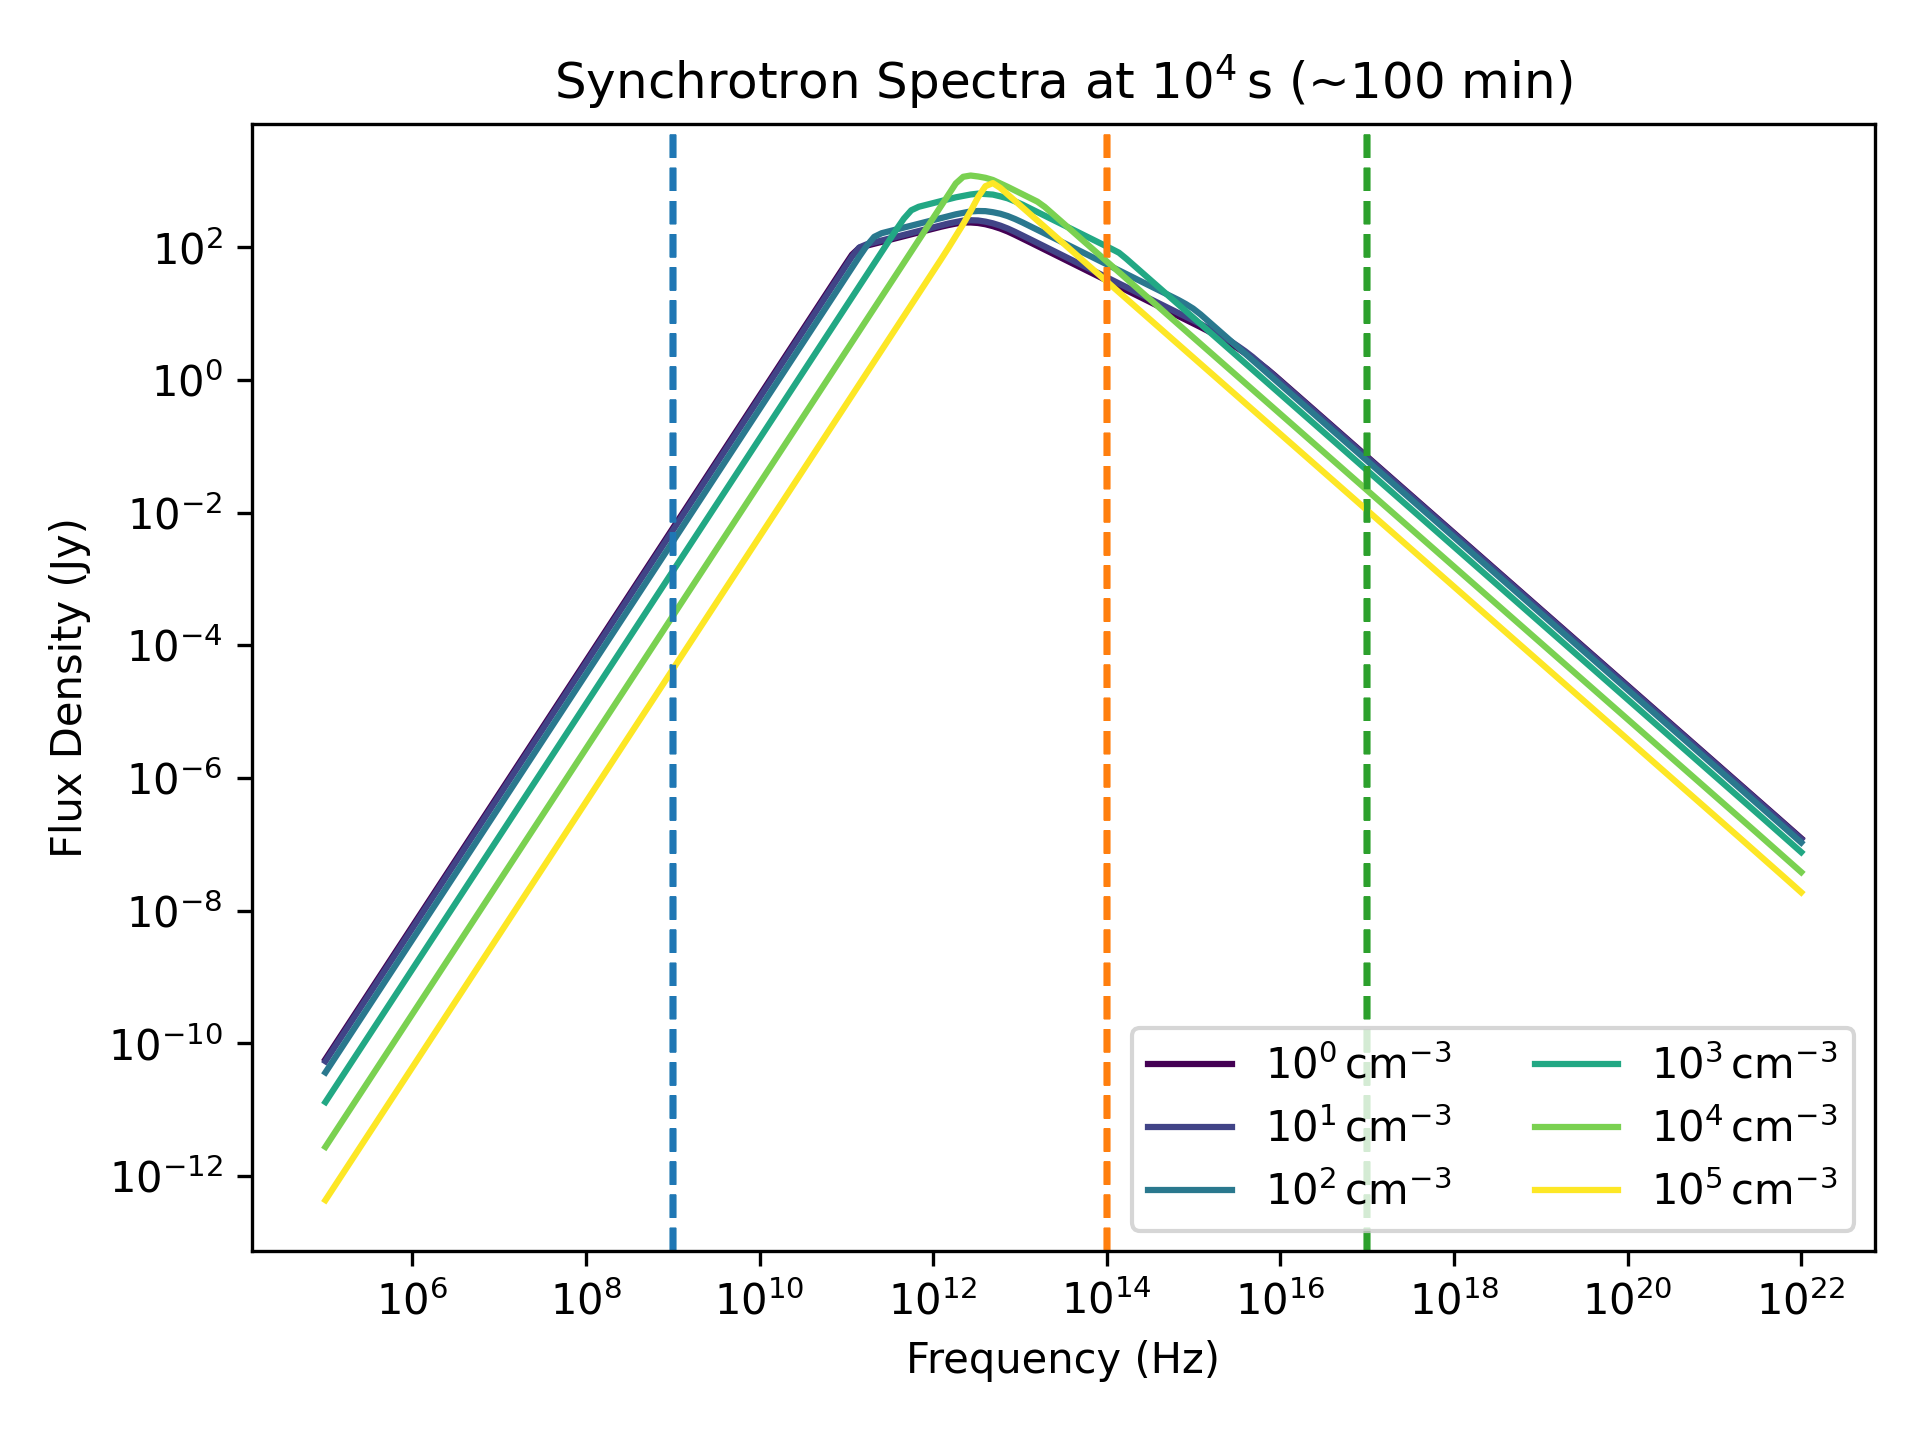 Synchrotron Spectra at 10⁴ s (~100 min)
Flux Density (Jy)
10²
10⁰
10⁻²
10⁻⁴
10⁻⁶
10⁻⁸
10⁻¹⁰
10⁻¹²
10⁰ cm⁻³
10¹ cm⁻³
10² cm⁻³
10³ cm⁻³
10⁴ cm⁻³
10⁵ cm⁻³
10⁶ 10⁸ 10¹⁰ 10¹² 10¹⁴ 10¹⁶ 10¹⁸ 10²⁰ 10²²
Frequency (Hz)